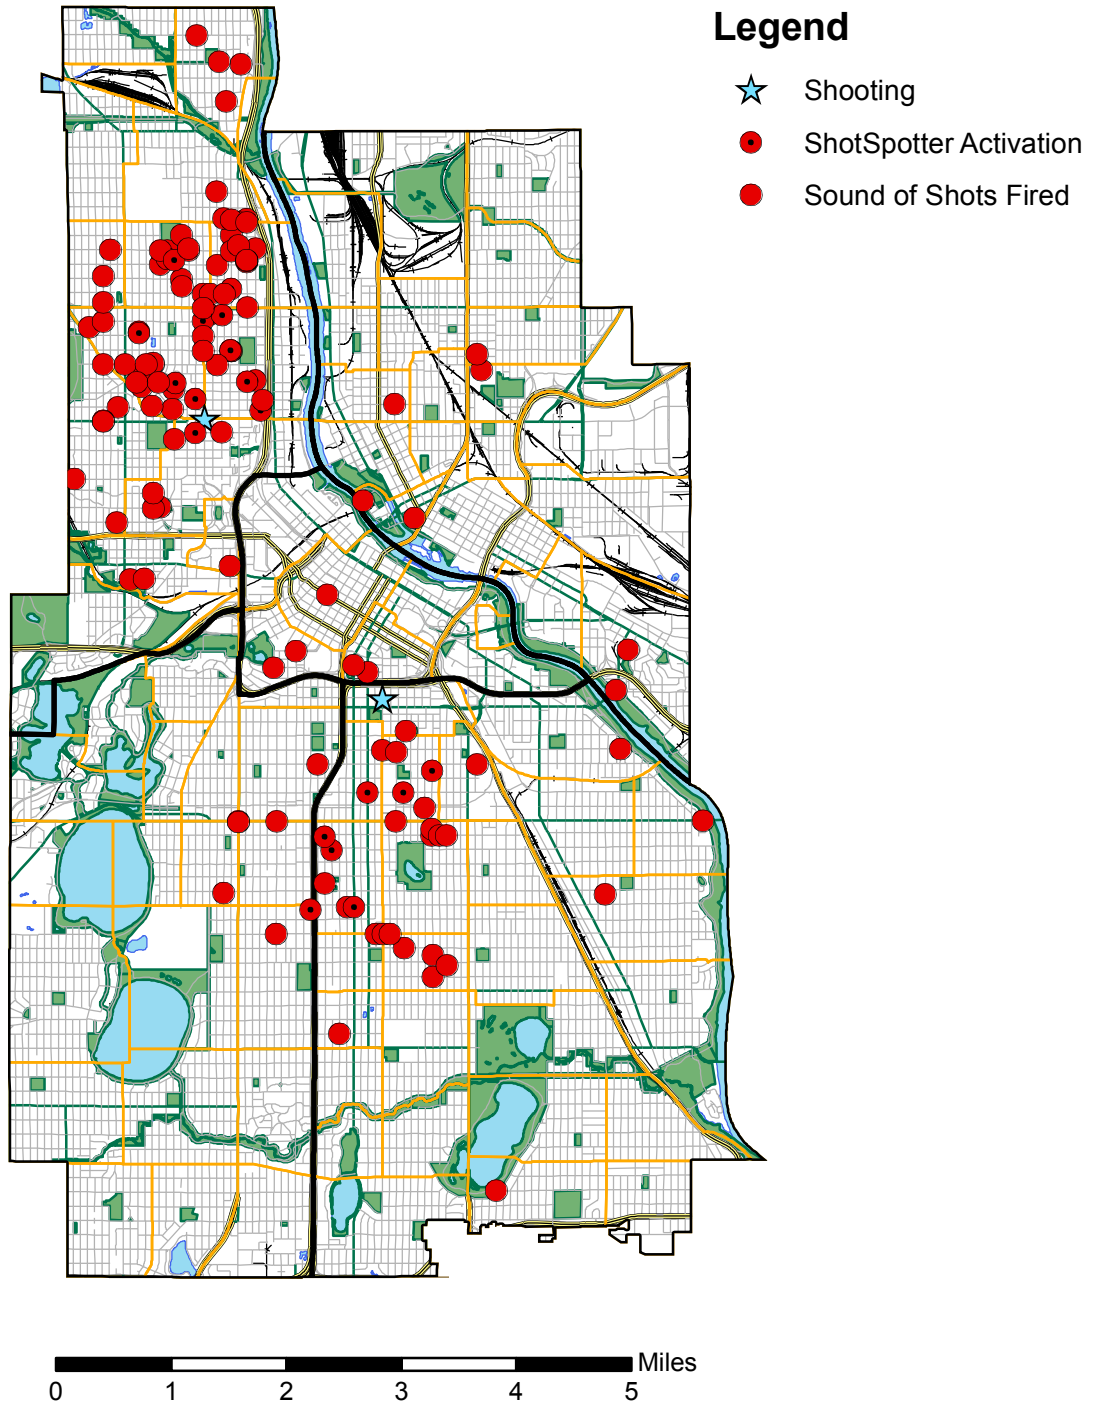 Legend
Shooting
ShotSpotter Activation
Sound of Shots Fired
Miles
0 1 2 3 4 5